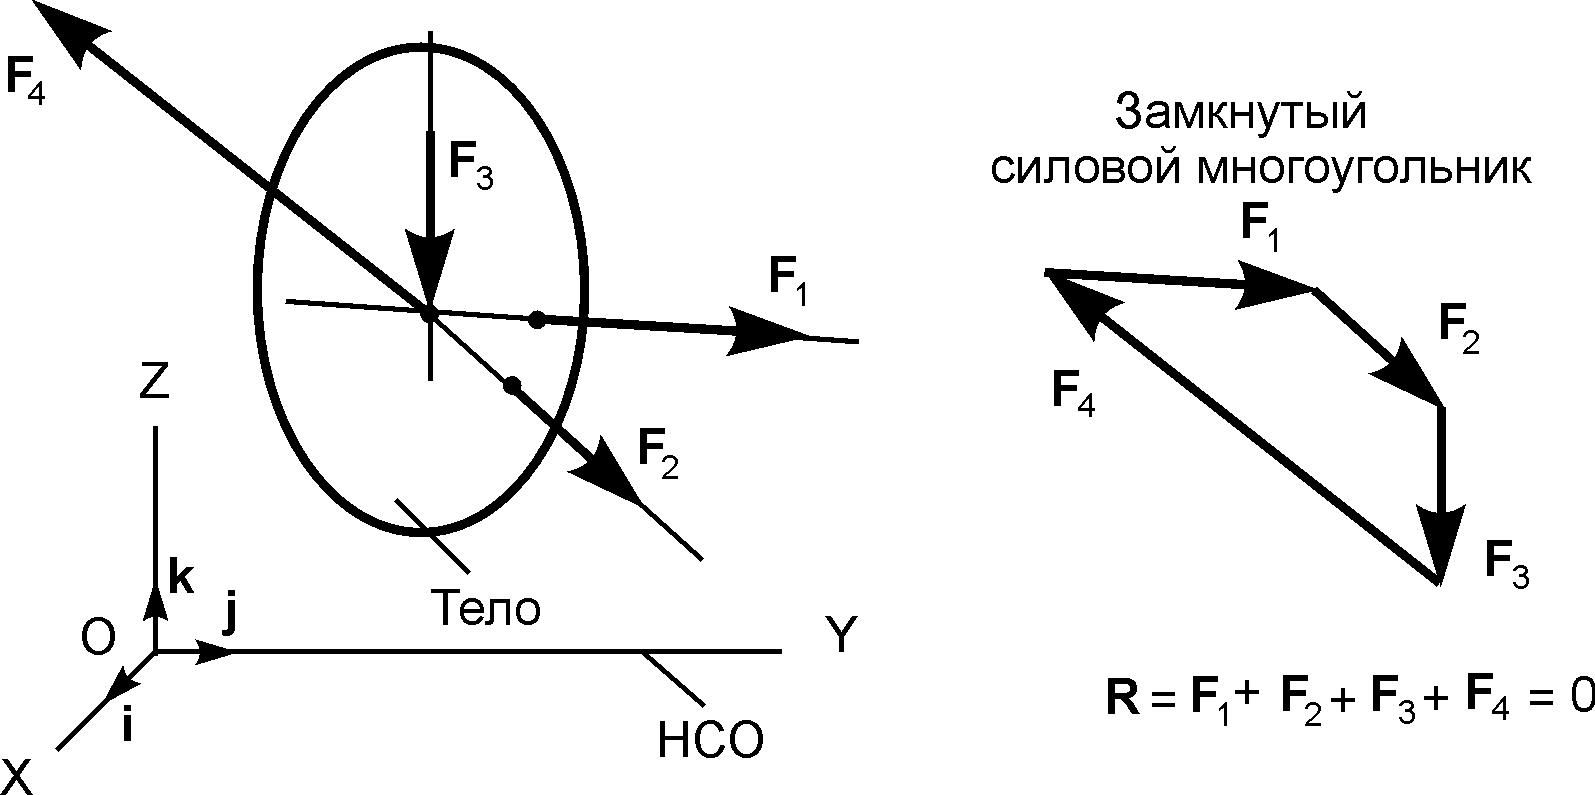 F4
F3
F1
F2
Z
k
Тело
O
j
Y
i
X
НСО
Замкнутый
силовой многоугольник
F1
F2
F4
F3
R = F1 + F2 + F3 + F4 = 0